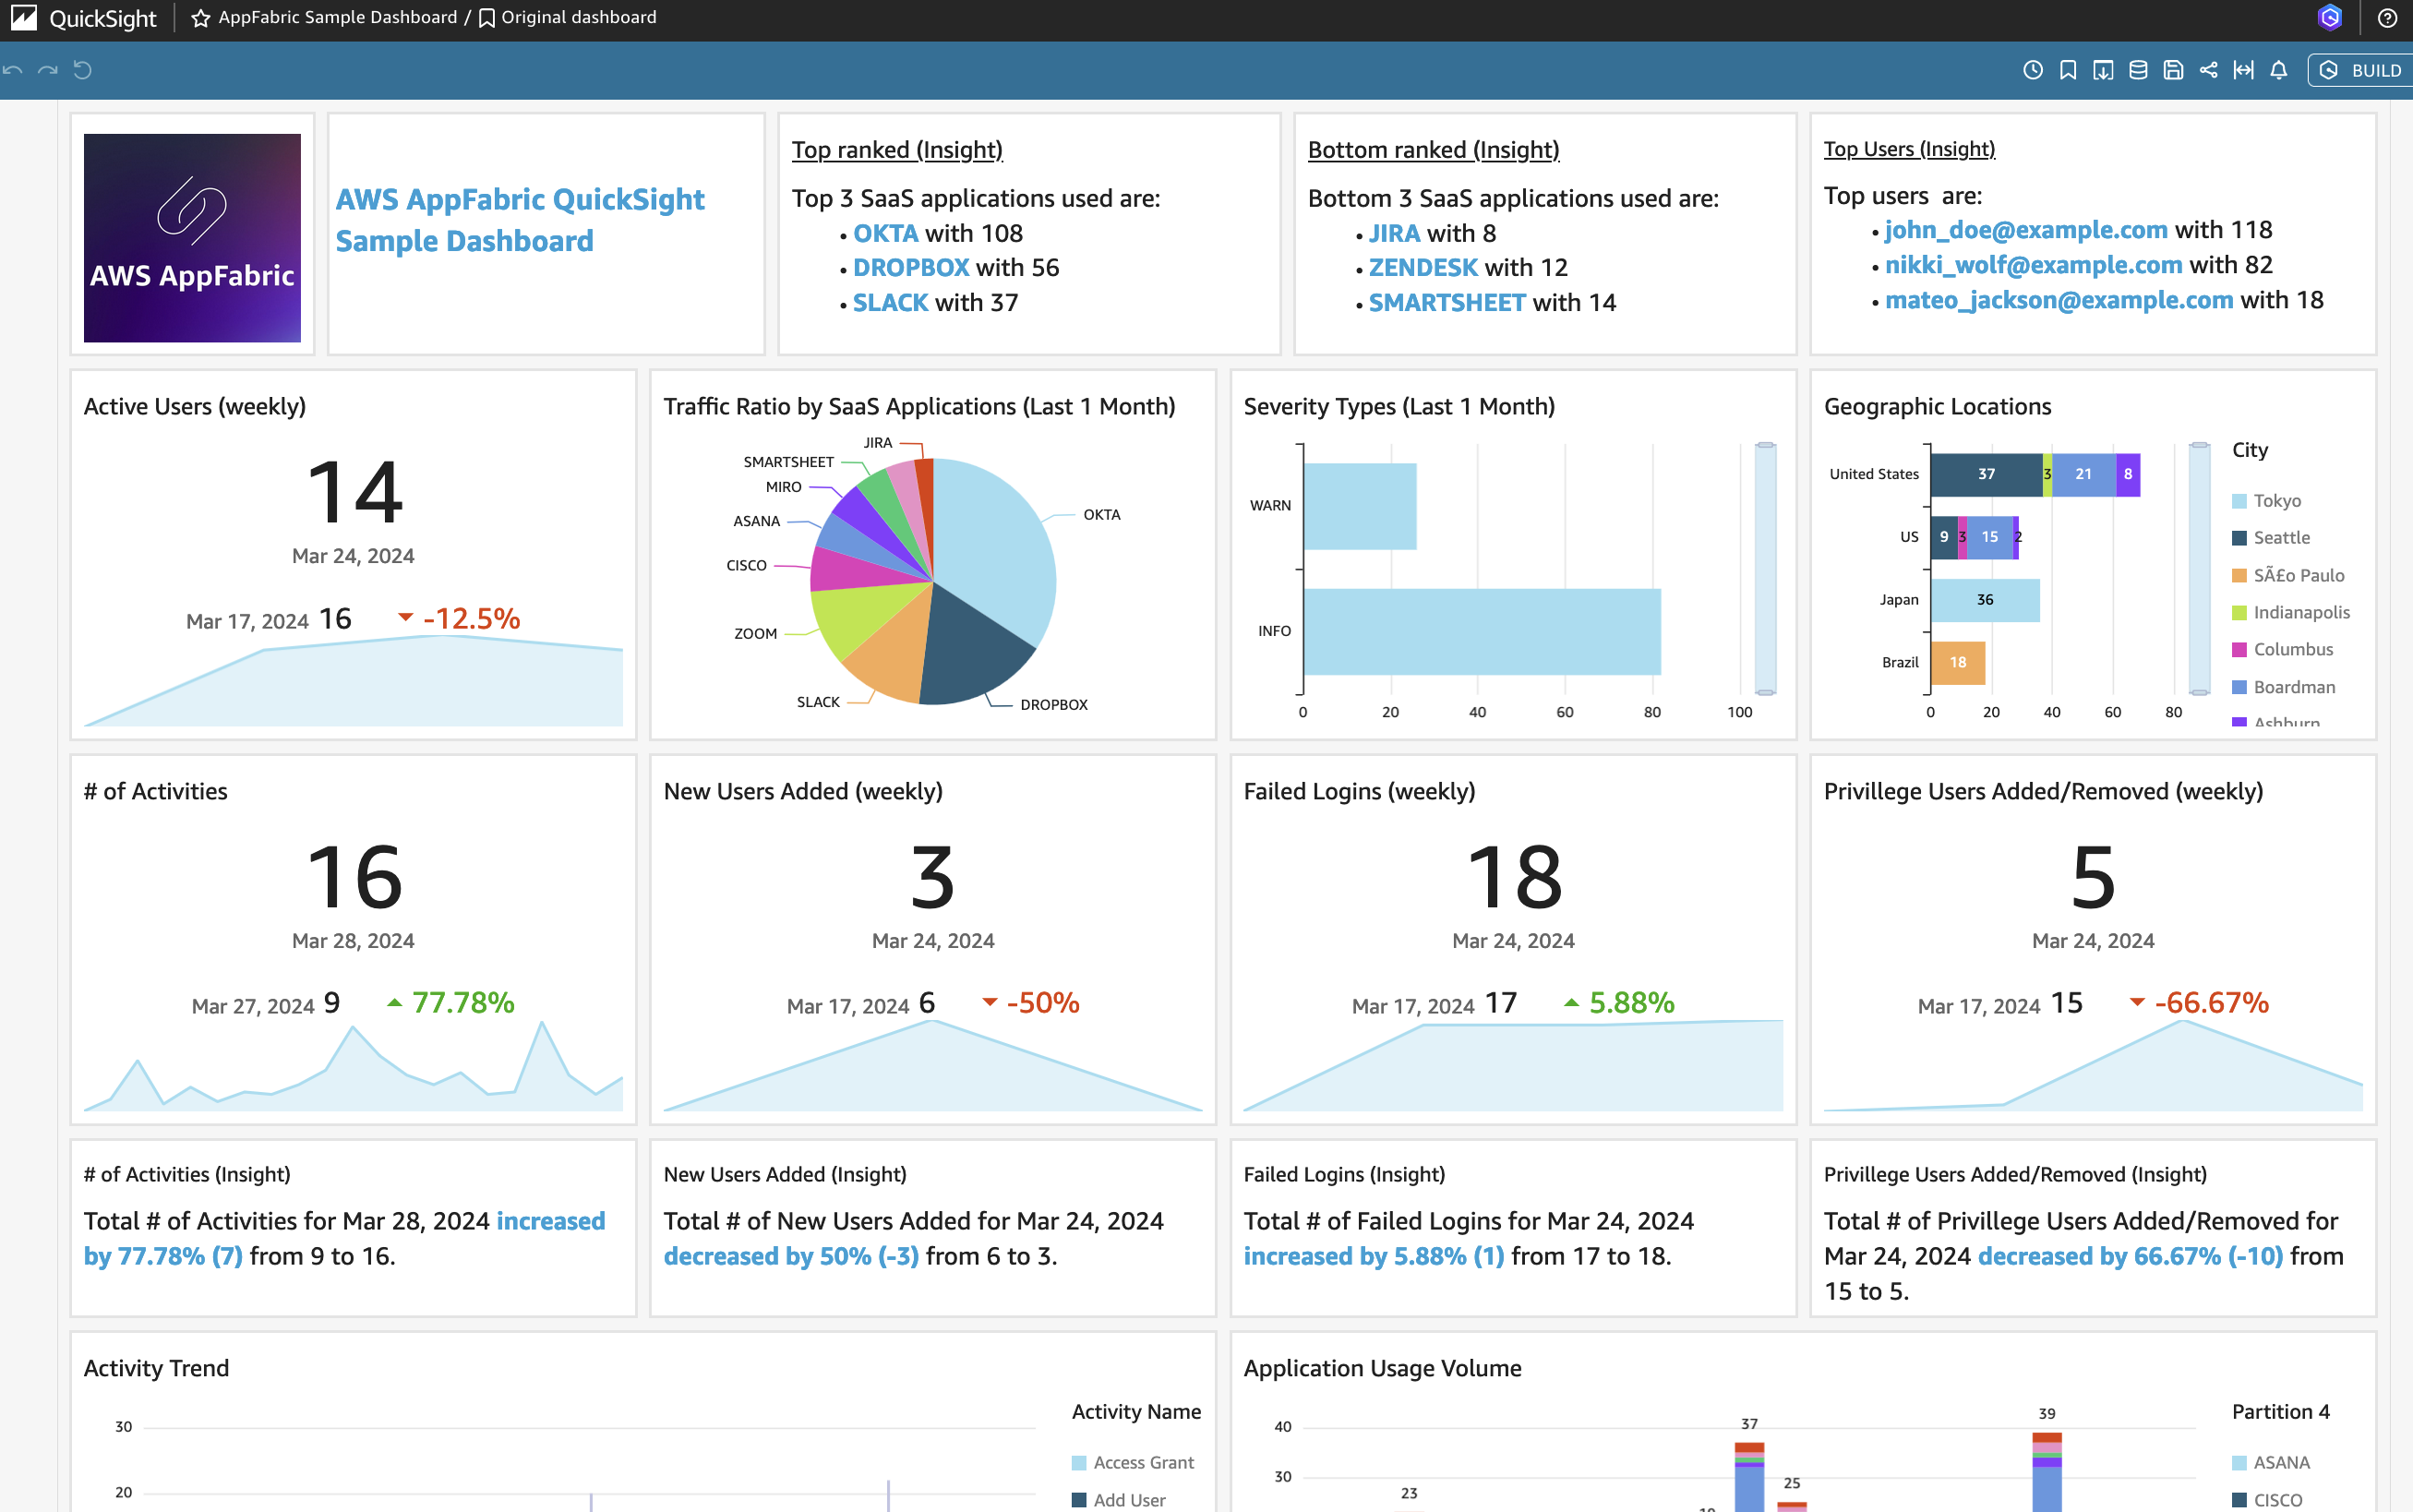 QuickSight
AppFabric Sample Dashboard / Original dashboard
BUILD
AWS AppFabric
AWS AppFabric QuickSight
Sample Dashboard
Top ranked (Insight)
Top 3 SaaS applications used are:
• OKTA with 108
• DROPBOX with 56
• SLACK with 37
Bottom ranked (Insight)
Bottom 3 SaaS applications used are:
• JIRA with 8
• ZENDESK with 12
• SMARTSHEET with 14
Top Users (Insight)
Top users are:
• john_doe@example.com with 118
• nikki_wolf@example.com with 82
• mateo_jackson@example.com with 18
Active Users (weekly)
14
Mar 24, 2024
Mar 17, 2024 16 -12.5%
Traffic Ratio by SaaS Applications (Last 1 Month)
JIRA
SMARTSHEET
MIRO
ASANA
CISCO
ZOOM
SLACK
OKTA
DROPBOX
Severity Types (Last 1 Month)
WARN
INFO
0 20 40 60 80 100
Geographic Locations
United States 37 3 21 8
US 9 3 15 2
Japan 36
Brazil 18
0 20 40 60 80
City
Tokyo
Seattle
SÃ£o Paulo
Indianapolis
Columbus
Boardman
Ashburn
# of Activities
16
Mar 28, 2024
Mar 27, 2024 9 77.78%
New Users Added (weekly)
3
Mar 24, 2024
Mar 17, 2024 6 -50%
Failed Logins (weekly)
18
Mar 24, 2024
Mar 17, 2024 17 5.88%
Privillege Users Added/Removed (weekly)
5
Mar 24, 2024
Mar 17, 2024 15 -66.67%
# of Activities (Insight)
Total # of Activities for Mar 28, 2024 increased
by 77.78% (7) from 9 to 16.
New Users Added (Insight)
Total # of New Users Added for Mar 24, 2024
decreased by 50% (-3) from 6 to 3.
Failed Logins (Insight)
Total # of Failed Logins for Mar 24, 2024
increased by 5.88% (1) from 17 to 18.
Privillege Users Added/Removed (Insight)
Total # of Privillege Users Added/Removed for
Mar 24, 2024 decreased by 66.67% (-10) from
15 to 5.
Activity Trend
30
20
Activity Name
Access Grant
Add User
Application Usage Volume
40
30
23
37
25
39
Partition 4
ASANA
CISCO